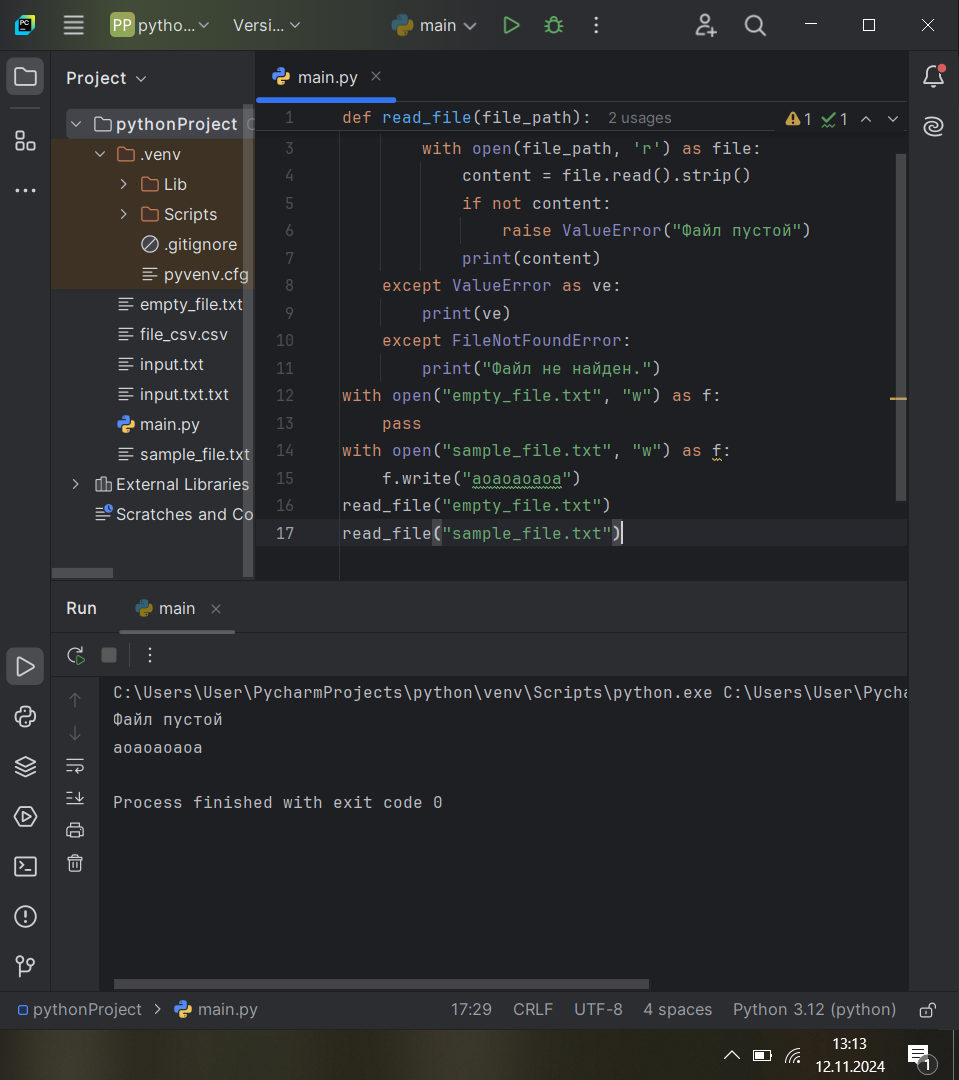 PC
PP pytho...
Versi...
main
Project
main.py
pythonProject
.venv
Lib
Scripts
.gitignore
pyvenv.cfg
empty_file.txt
file_csv.csv
input.txt
input.txt.txt
main.py
sample_file.txt
External Libraries
Scratches and Co
1 def read_file(file_path): 2 usages
1 1
3 with open(file_path, 'r') as file:
4 content = file.read().strip()
5 if not content:
6 raise ValueError("Файл пустой")
7 print(content)
8 except ValueError as ve:
9 print(ve)
10 except FileNotFoundError:
11 print("Файл не найден.")
12 with open("empty_file.txt", "w") as f:
13 pass
14 with open("sample_file.txt", "w") as f:
15 f.write("аоаоаоаоа")
16 read_file("empty_file.txt")
17 read_file("sample_file.txt")
Run main
C:\Users\User\PycharmProjects\python\venv\Scripts\python.exe C:\Users\User\Pycha
Файл пустой
аоаоаоаоа
Process finished with exit code 0
pythonProject > main.py 17:29 CRLF UTF-8 4 spaces Python 3.12 (python)
13:13
12.11.2024
1